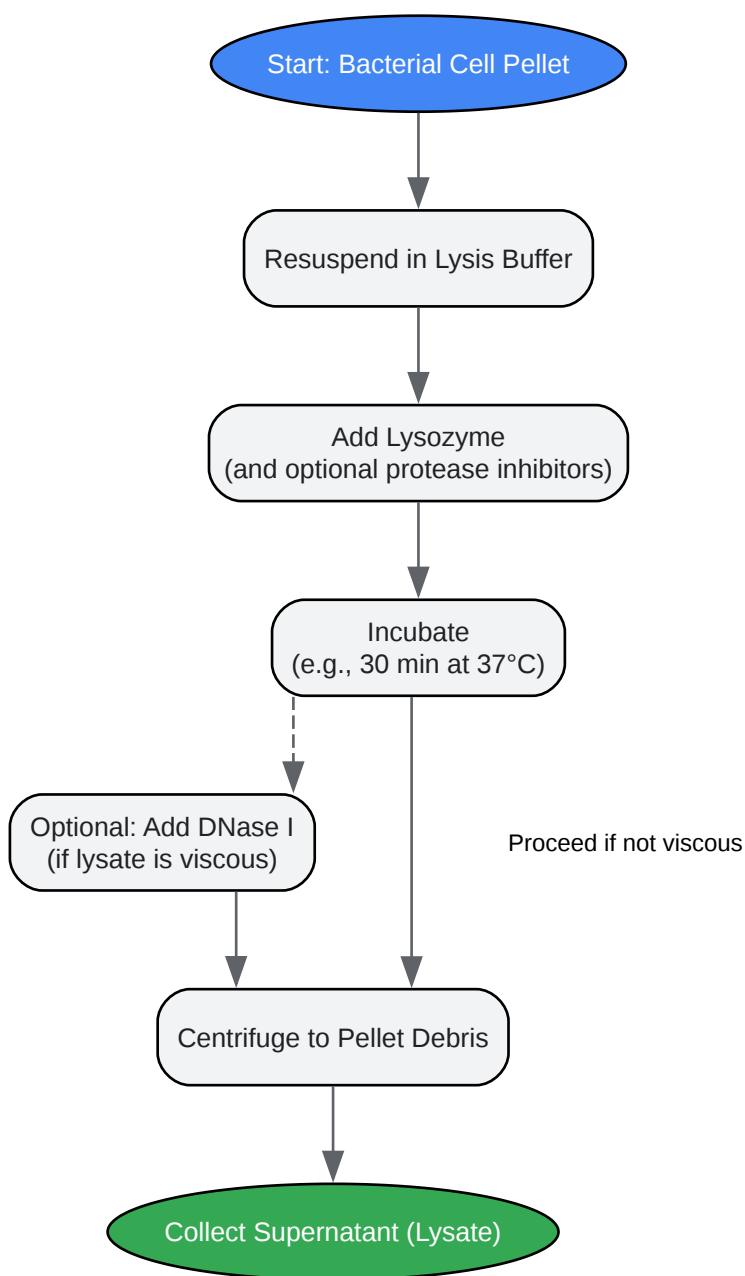 Start: Bacterial Cell Pellet
Resuspend in Lysis Buffer
Add Lysozyme
(and optional protease inhibitors)
Incubate
(e.g., 30 min at 37°C)
Optional: Add DNase I
(if lysate is viscous)
Proceed if not viscous
Centrifuge to Pellet Debris
Collect Supernatant (Lysate)